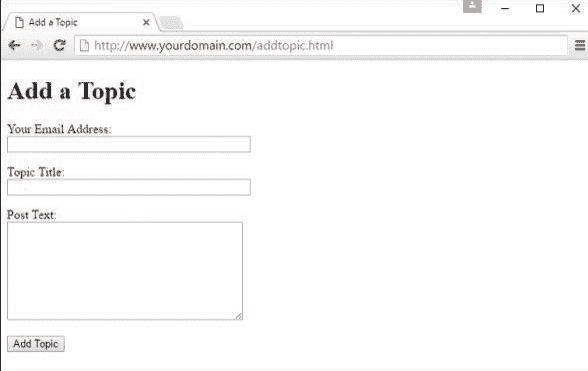 Add a Topic
http://www.yourdomain.com/addtopic.html
Add a Topic
Your Email Address:
Topic Title:
Post Text:
Add Topic